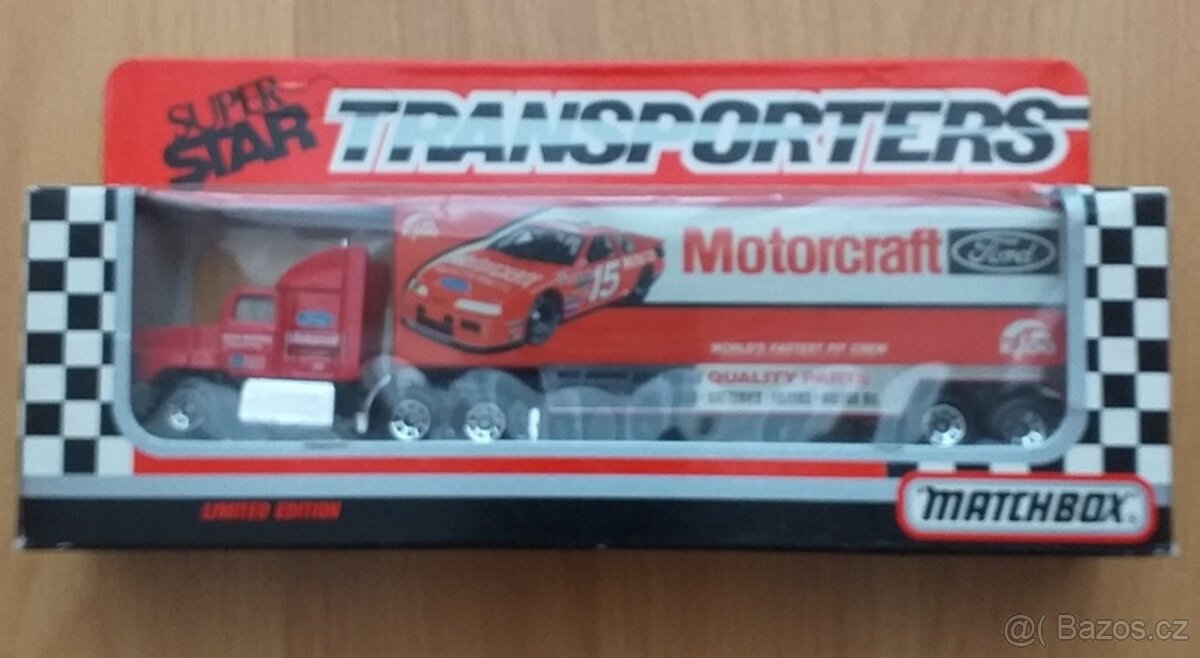 SUPER
STAR
TRANSPORTERS
Motorcraft
Ford
15
WORLD'S FASTEST PIT CREW
QUALITY PARTS
LIMITED EDITION
MATCHBOX
@( Bazos.cz